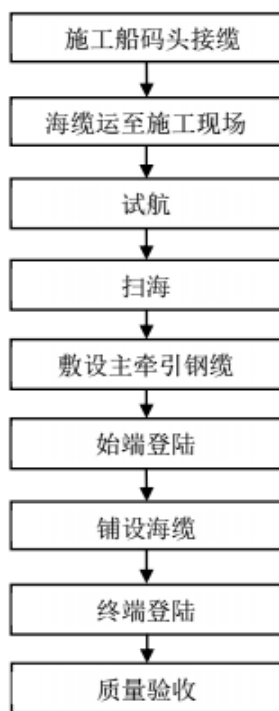 施工船码头接缆
海缆运至施工现场
试航
扫海
敷设主牵引钢缆
始端登陆
铺设海缆
终端登陆
质量验收